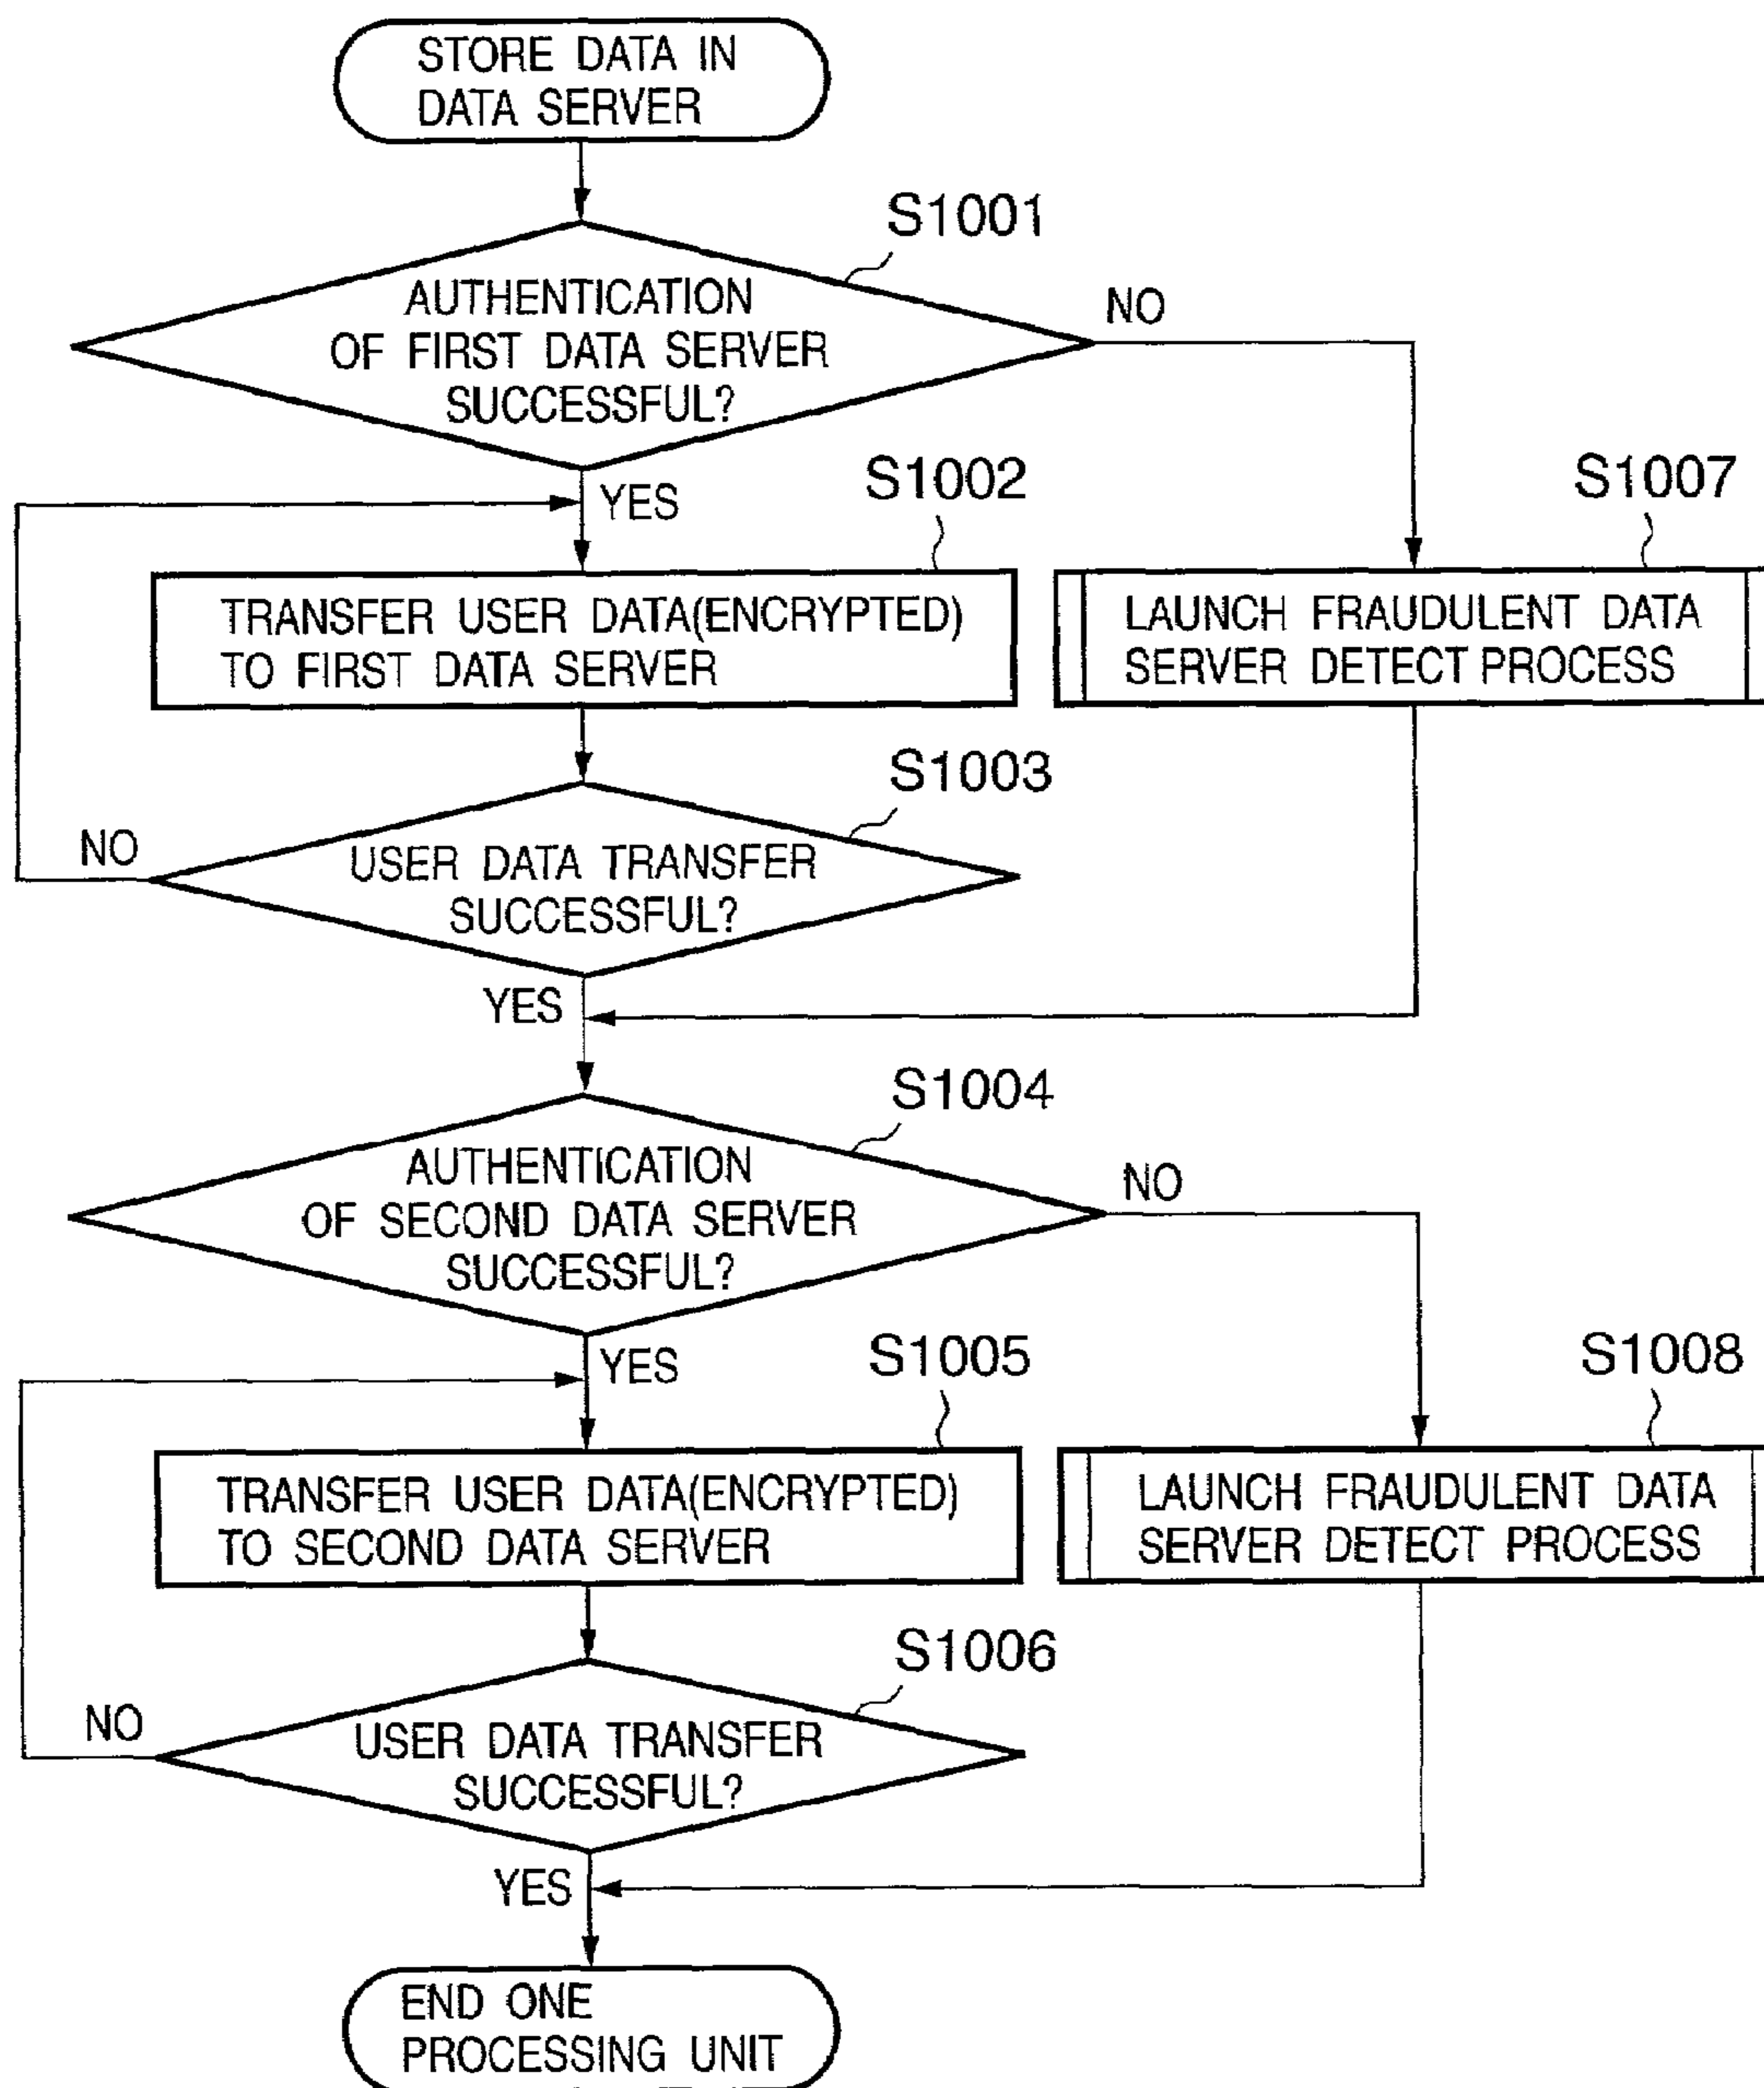 STORE DATA IN
DATA SERVER
S1001
AUTHENTICATION
OF FIRST DATA SERVER
SUCCESSFUL?
NO
YES
S1002
TRANSFER USER DATA(ENCRYPTED)
TO FIRST DATA SERVER
S1007
LAUNCH FRAUDULENT DATA
SERVER DETECT PROCESS
S1003
USER DATA TRANSFER
SUCCESSFUL?
NO
YES
S1004
AUTHENTICATION
OF SECOND DATA SERVER
SUCCESSFUL?
NO
YES
S1005
TRANSFER USER DATA(ENCRYPTED)
TO SECOND DATA SERVER
S1008
LAUNCH FRAUDULENT DATA
SERVER DETECT PROCESS
S1006
USER DATA TRANSFER
SUCCESSFUL?
NO
YES
END ONE
PROCESSING UNIT